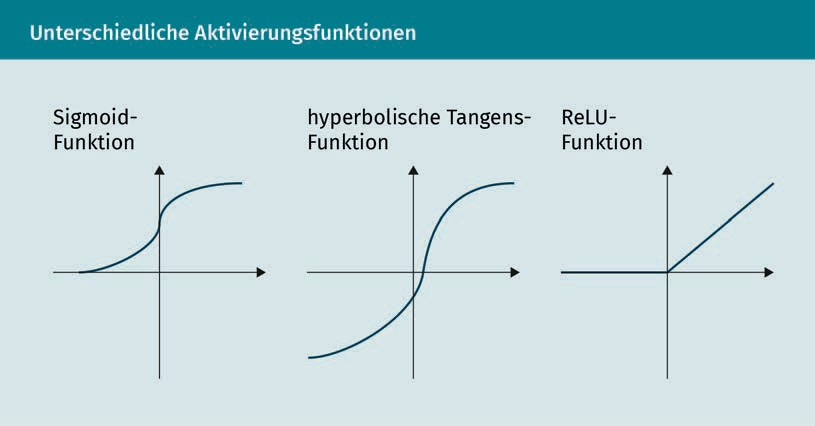 Unterschiedliche Aktivierungsfunktionen
Sigmoid-
Funktion
hyperbolische Tangens-
Funktion
ReLU-
Funktion